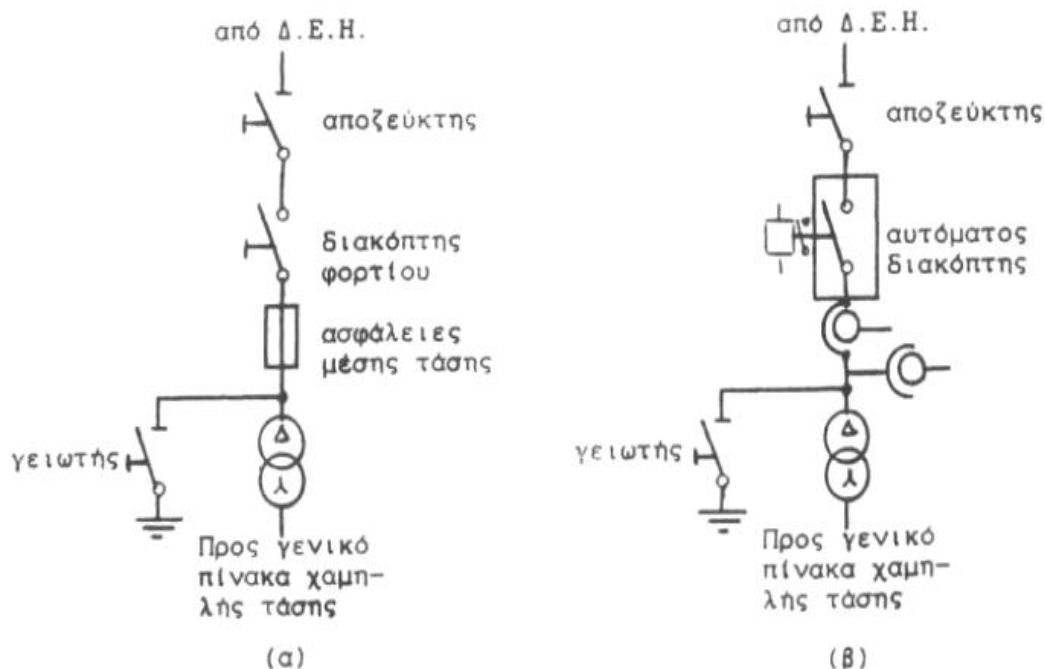 από Δ.Ε.Η.
αποζεύκτης
διακόπτης
φορτίου
ασφάλειες
μέσης τάσης
γειωτής
Δ
λ
Προς γενικό
πίνακα χαμη-
λής τάσης
(α)
από Δ.Ε.Η.
αποζεύκτης
αυτόματος
διακόπτης
γειωτής
Δ
λ
Προς γενικό
πίνακα χαμη-
λής τάσης
(β)